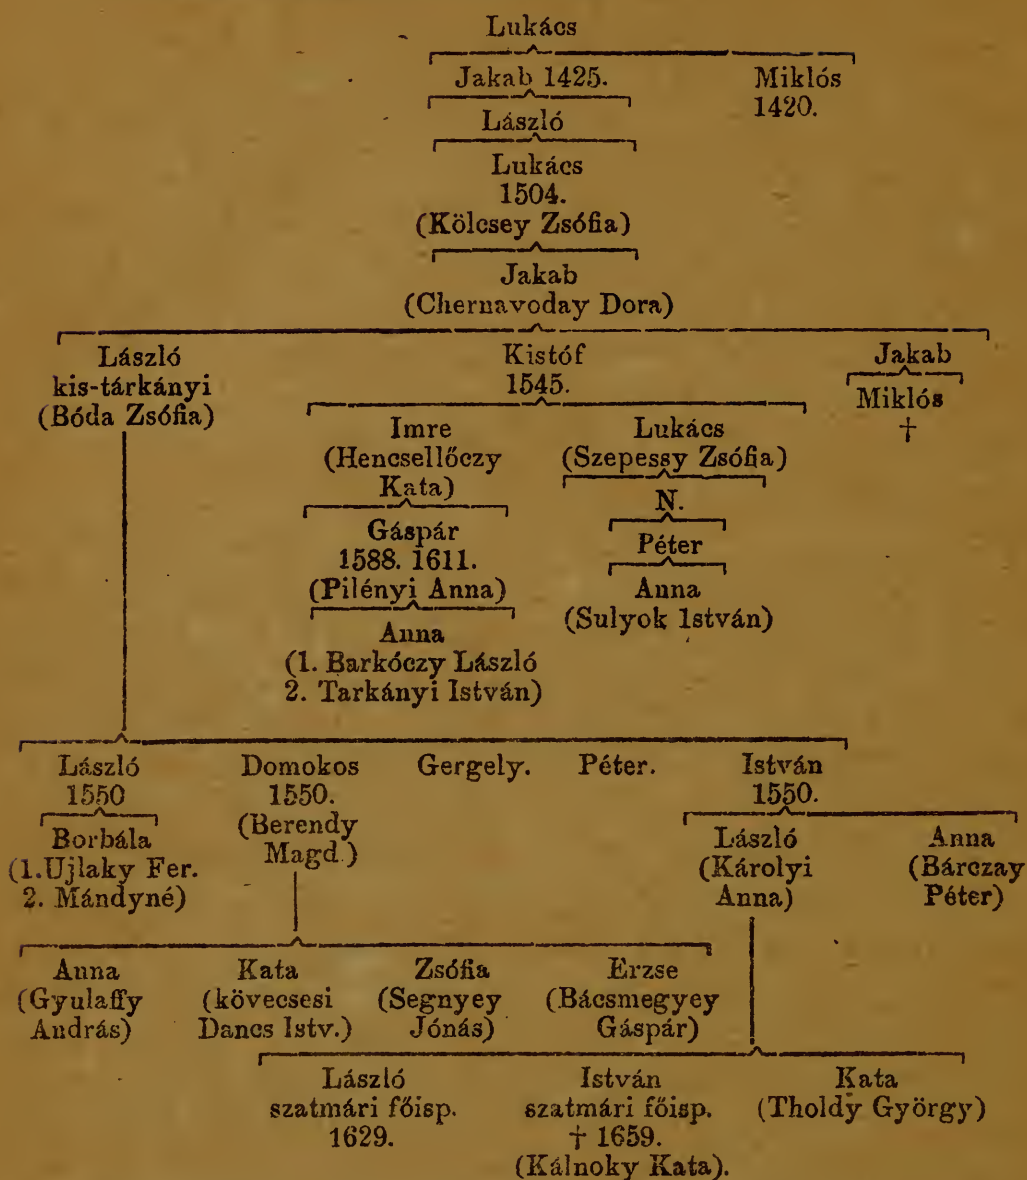 Lukács
Jakab 1425. Miklós
1420.
László
Lukács
1504.
(Kölcsey Zsófia)
Jakab
(Chernavoday Dora)
László Kistóf Jakab
kis-tárkányi 1545. Miklós
(Bóda Zsófia) †
Imre Lukács
(Hencsellőczy (Szepessy Zsófia)
Kata) N.
Gáspár Péter
1588. 1611. Anna
(Pilényi Anna) (Sulyok István)
Anna
(1. Barkóczy László
2. Tarkányi István)
László Domokos Gergely. Péter. István
1550 1550. 1550.
Borbála (Berendy László Anna
(1.Ujlaky Fer. Magd.) (Károlyi (Bárczay
2. Mándyné) Anna) Péter)
Anna Kata Zsófia Erzse
(Gyulaffy (kövecsesi (Segnyey (Bácsmegyey
András) Dancs Istv.) Jónás) Gáspár)
László István Kata
szatmári főisp. szatmári főisp. (Tholdy György)
1629. † 1659.
(Kálnoky Kata).